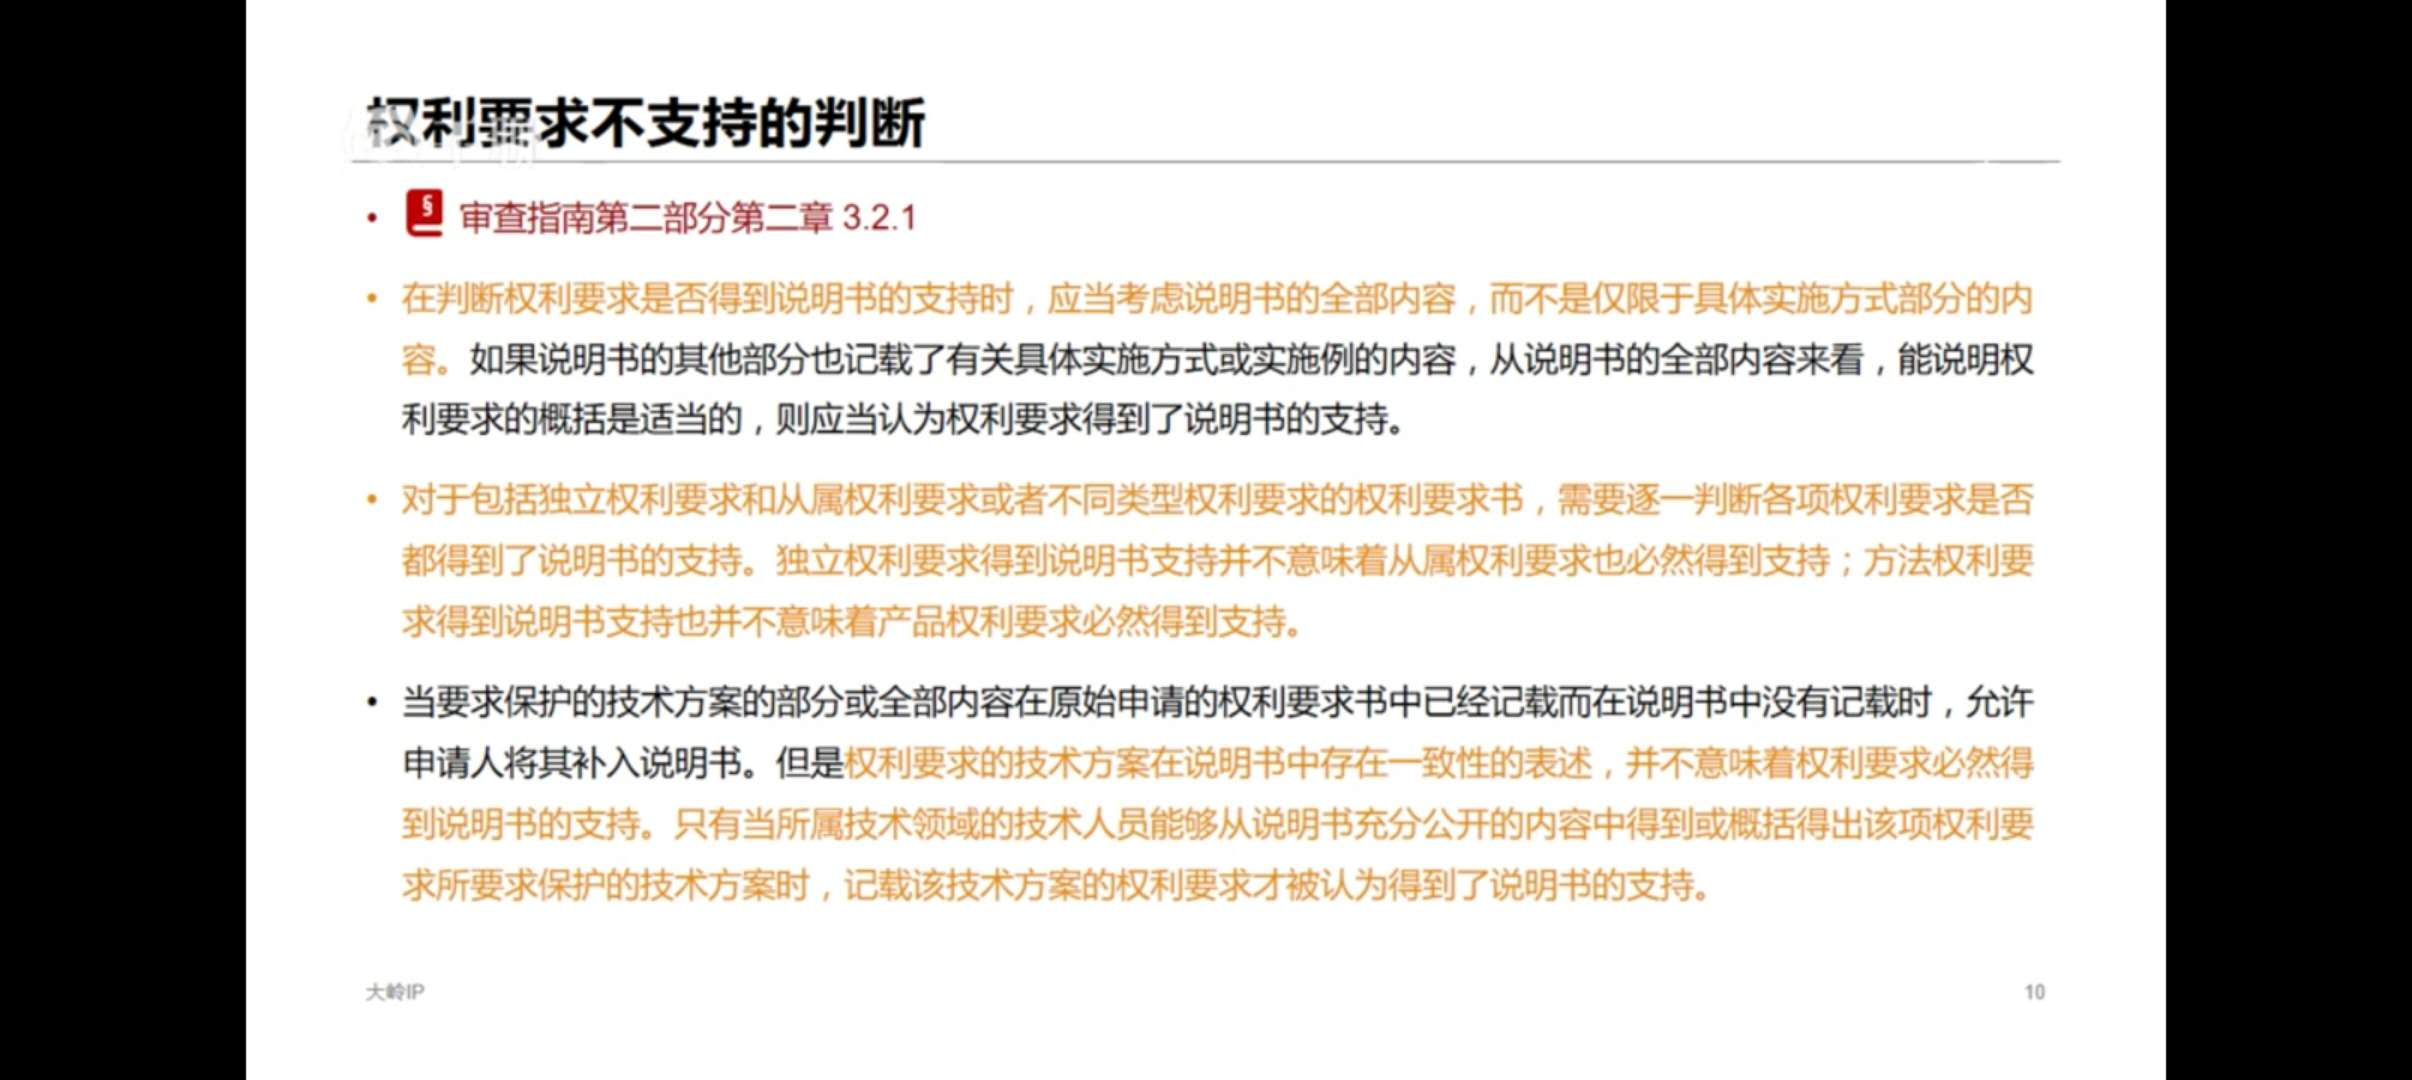 权利要求不支持的判断
• § 审查指南第二部分第二章 3.2.1
• 在判断权利要求是否得到说明书的支持时，应当考虑说明书的全部内容，而不是仅限于具体实施方式部分的内
容。如果说明书的其他部分也记载了有关具体实施方式或实施例的内容，从说明书的全部内容来看，能说明权
利要求的概括是适当的，则应当认为权利要求得到了说明书的支持。
• 对于包括独立权利要求和从属权利要求或者不同类型权利要求的权利要求书，需要逐一判断各项权利要求是否
都得到了说明书的支持。独立权利要求得到说明书支持并不意味着从属权利要求也必然得到支持；方法权利要
求得到说明书支持也并不意味着产品权利要求必然得到支持。
• 当要求保护的技术方案的部分或全部内容在原始申请的权利要求书中已经记载而在说明书中没有记载时，允许
申请人将其补入说明书。但是权利要求的技术方案在说明书中存在一致性的表述，并不意味着权利要求必然得
到说明书的支持。只有当所属技术领域的技术人员能够从说明书充分公开的内容中得到或概括得出该项权利要
求所要求保护的技术方案时，记载该技术方案的权利要求才被认为得到了说明书的支持。
大岭IP
10